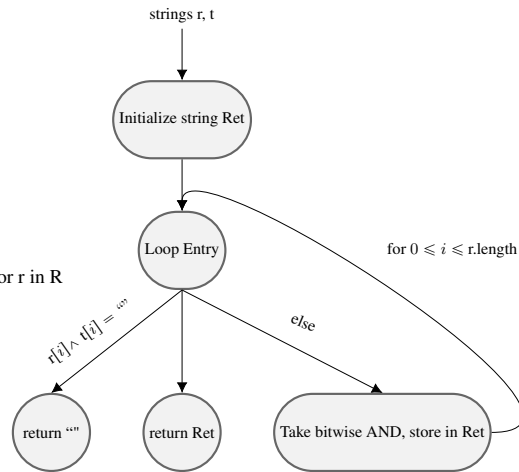 strings r, t
Initialize string Ret
Loop Entry
for 0 ⩽ i ⩽ r.length
or r in R
r[i]∧ t[i] = “”
else
return “"
return Ret
Take bitwise AND, store in Ret